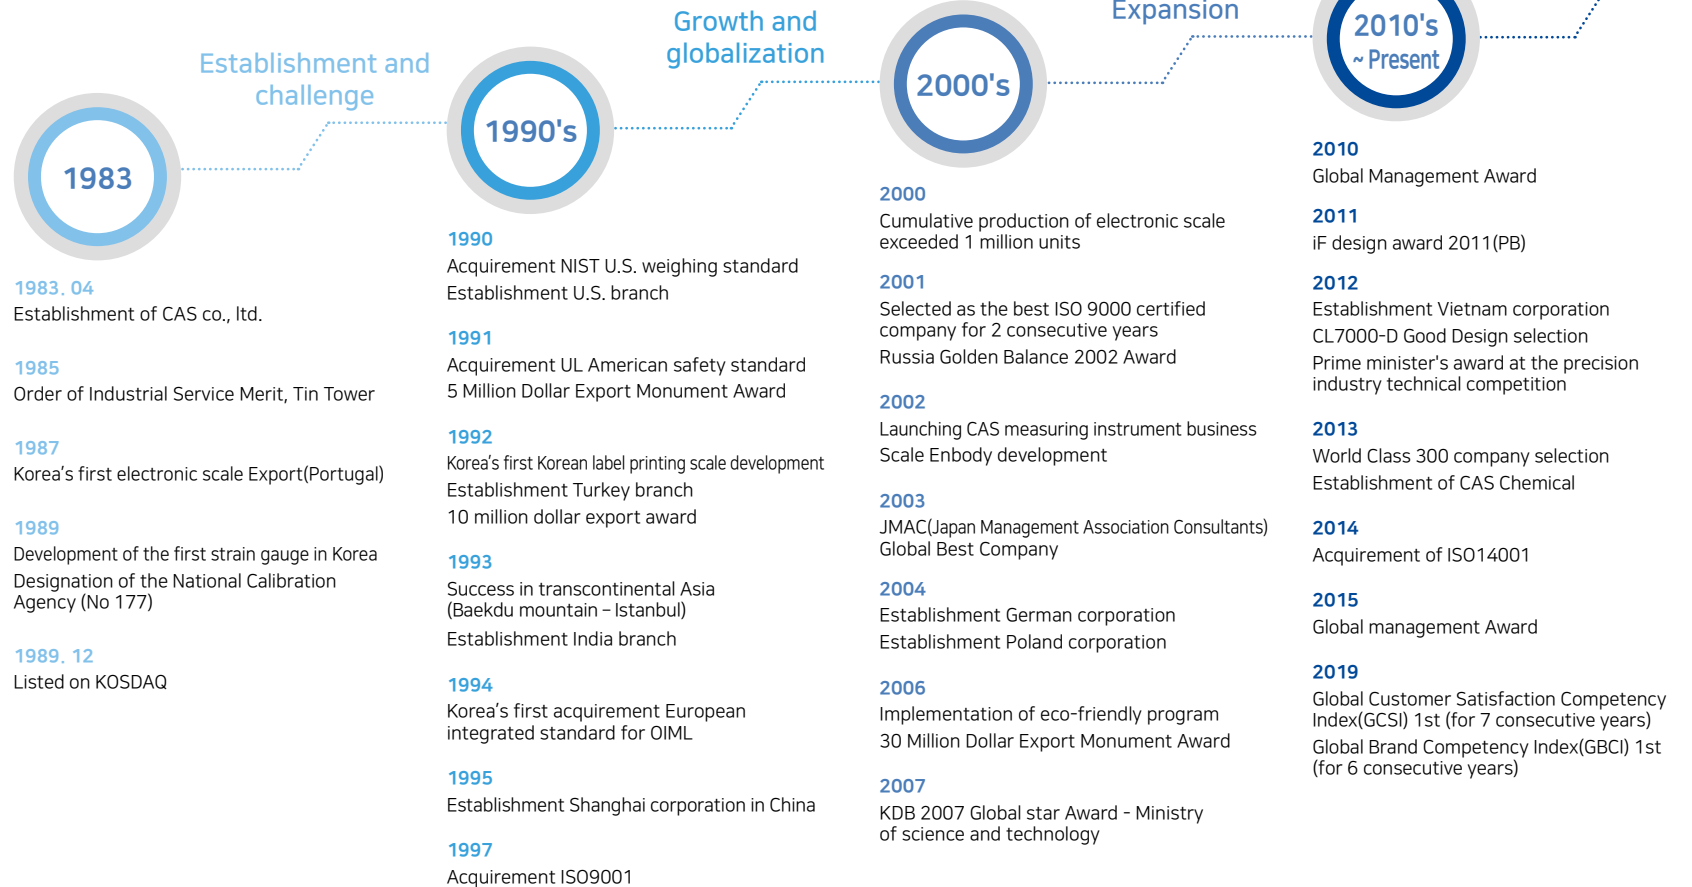 1983
Establishment and
challenge
1983. 04
Establishment of CAS co., ltd.
1985
Order of Industrial Service Merit, Tin Tower
1987
Korea's first electronic scale Export(Portugal)
1989
Development of the first strain gauge in Korea
Designation of the National Calibration
Agency (No 177)
1989. 12
Listed on KOSDAQ
1990's
Growth and
globalization
1990
Acquirement NIST U.S. weighing standard
Establishment U.S. branch
1991
Acquirement UL American safety standard
5 Million Dollar Export Monument Award
1992
Korea's first Korean label printing scale development
Establishment Turkey branch
10 million dollar export award
1993
Success in transcontinental Asia
(Baekdu mountain – Istanbul)
Establishment India branch
1994
Korea's first acquirement European
integrated standard for OIML
1995
Establishment Shanghai corporation in China
1997
Acquirement ISO9001
2000's
Expansion
2000
Cumulative production of electronic scale
exceeded 1 million units
2001
Selected as the best ISO 9000 certified
company for 2 consecutive years
Russia Golden Balance 2002 Award
2002
Launching CAS measuring instrument business
Scale Enbody development
2003
JMAC(Japan Management Association Consultants)
Global Best Company
2004
Establishment German corporation
Establishment Poland corporation
2006
Implementation of eco-friendly program
30 Million Dollar Export Monument Award
2007
KDB 2007 Global star Award - Ministry
of science and technology
2010's
~ Present
2010
Global Management Award
2011
iF design award 2011(PB)
2012
Establishment Vietnam corporation
CL7000-D Good Design selection
Prime minister's award at the precision
industry technical competition
2013
World Class 300 company selection
Establishment of CAS Chemical
2014
Acquirement of ISO14001
2015
Global management Award
2019
Global Customer Satisfaction Competency
Index(GCSI) 1st (for 7 consecutive years)
Global Brand Competency Index(GBCI) 1st
(for 6 consecutive years)